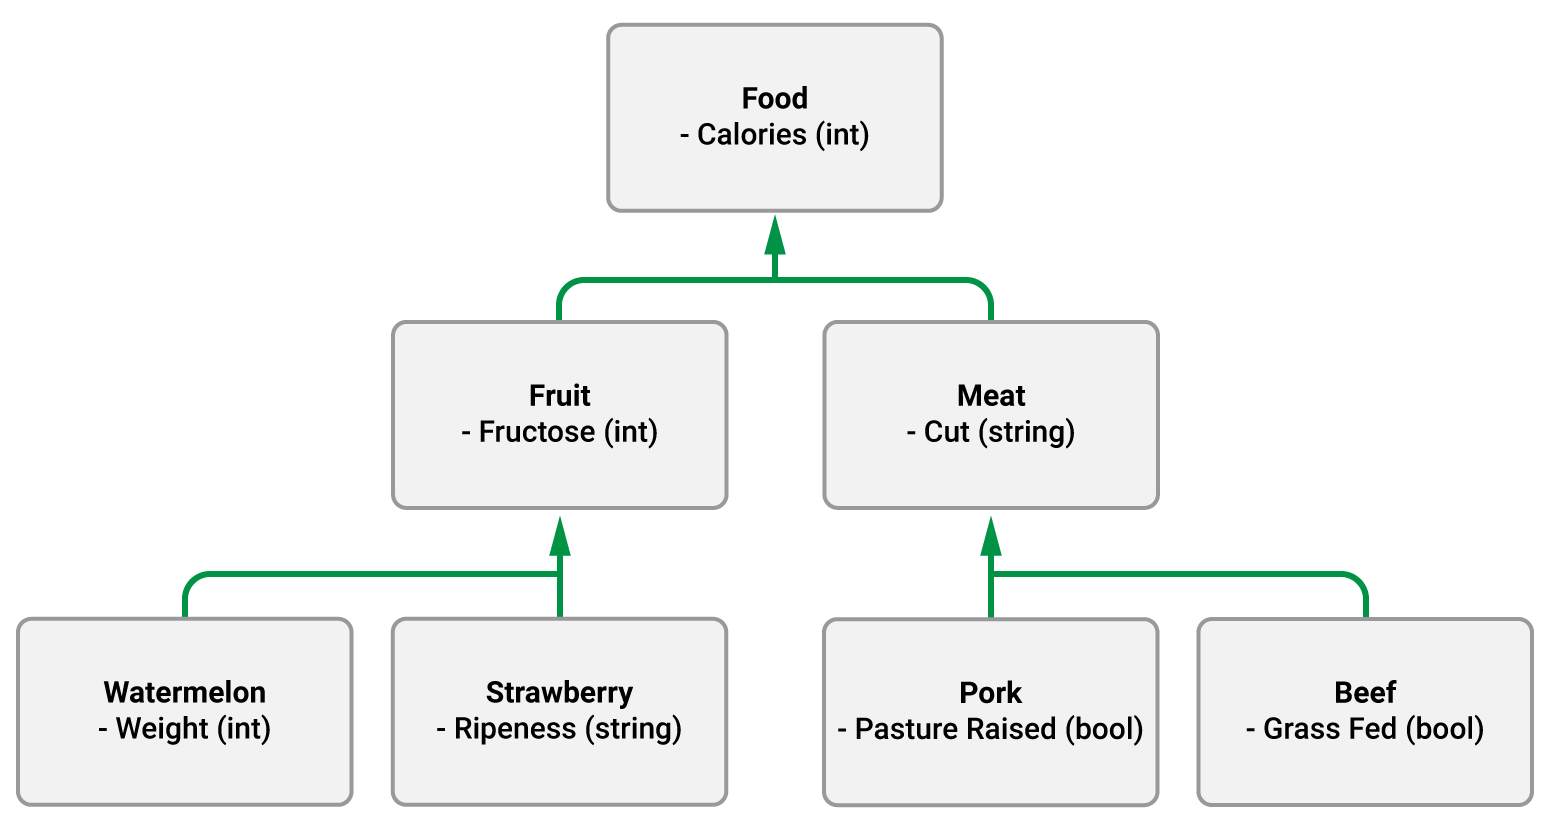 Food
- Calories (int)
Fruit
- Fructose (int)
Meat
- Cut (string)
Watermelon
- Weight (int)
Strawberry
- Ripeness (string)
Pork
- Pasture Raised (bool)
Beef
- Grass Fed (bool)